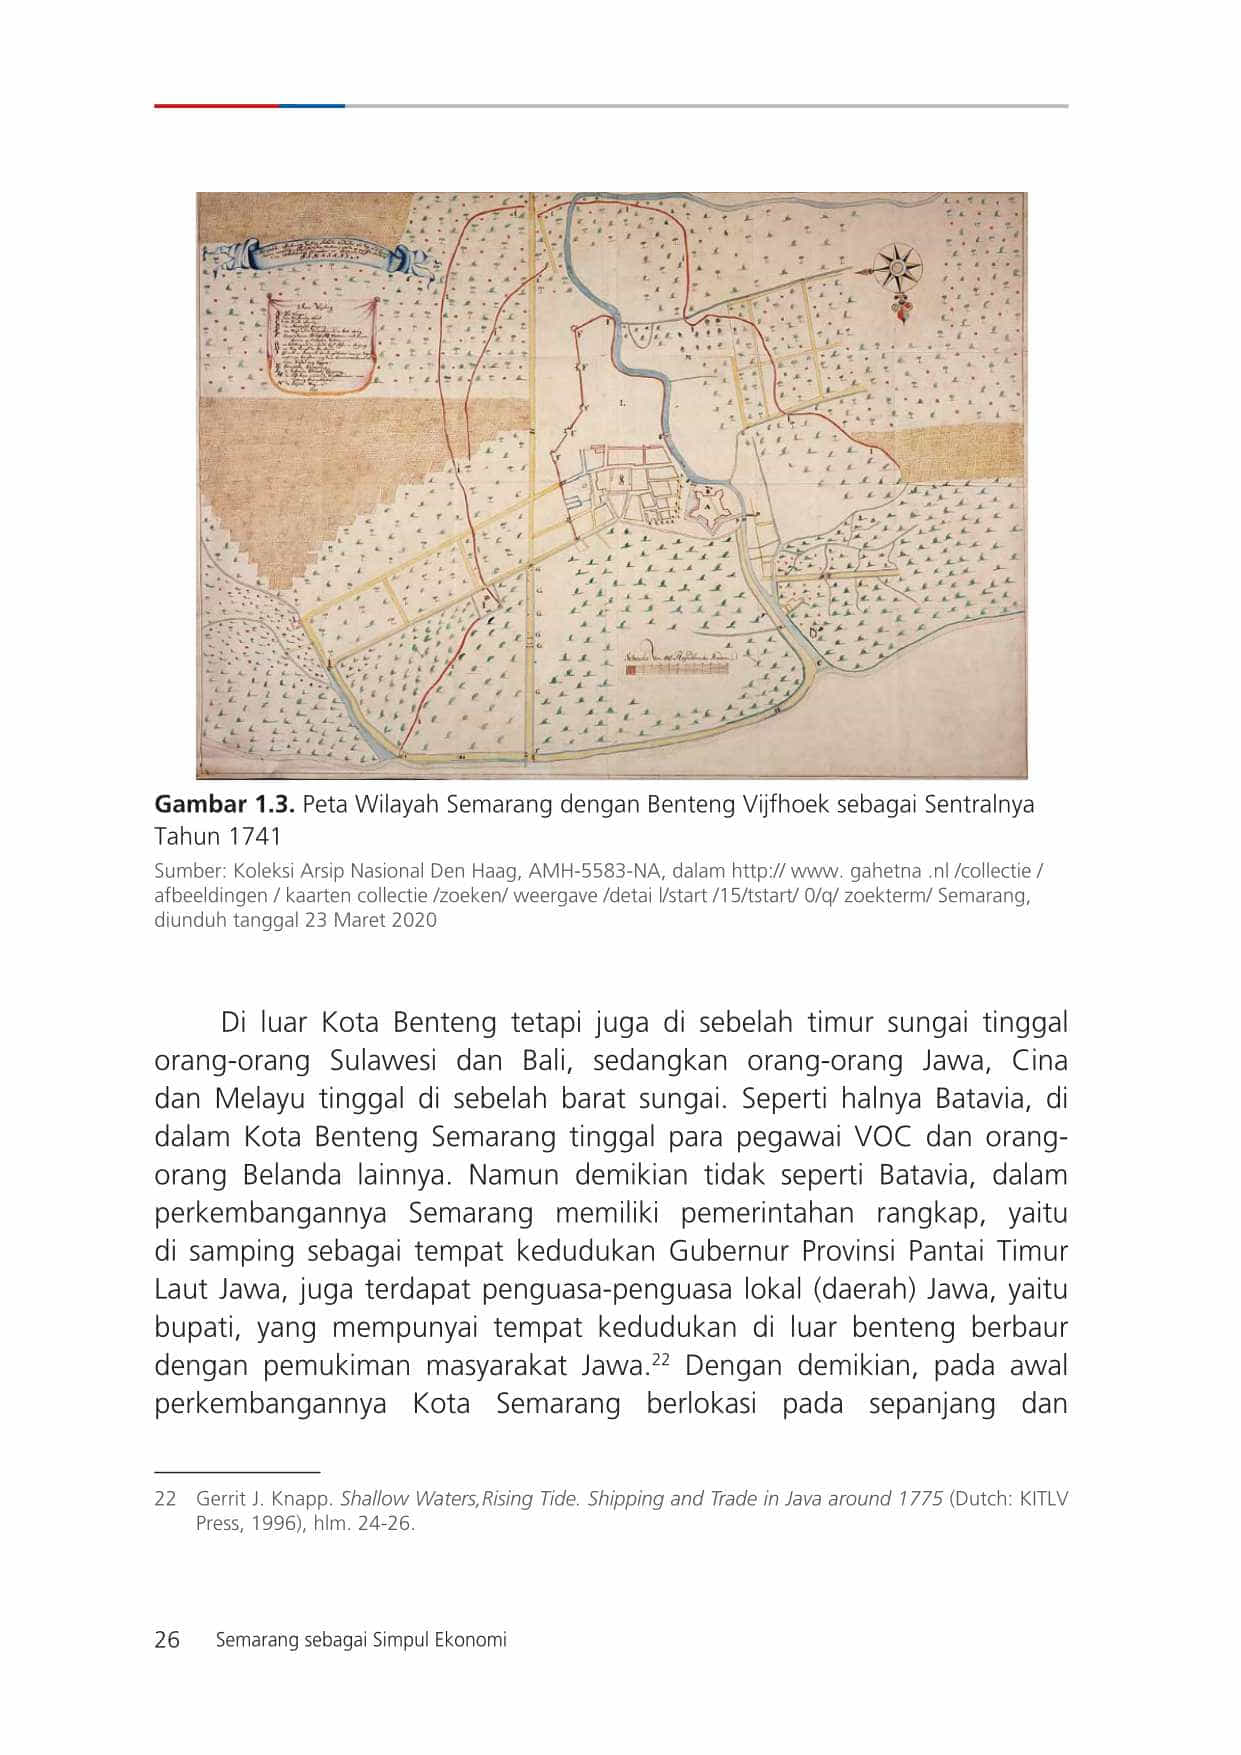 Gambar 1.3. Peta Wilayah Semarang dengan Benteng Vijfhoek sebagai Sentralnya
Tahun 1741
Sumber: Koleksi Arsip Nasional Den Haag, AMH-5583-NA, dalam http:// www. gahetna .nl /collectie /
afbeeldingen / kaarten collectie /zoeken/ weergave /detai l/start /15/tstart/ 0/q/ zoekterm/ Semarang,
diunduh tanggal 23 Maret 2020
Di luar Kota Benteng tetapi juga di sebelah timur sungai tinggal
orang-orang Sulawesi dan Bali, sedangkan orang-orang Jawa, Cina
dan Melayu tinggal di sebelah barat sungai. Seperti halnya Batavia, di
dalam Kota Benteng Semarang tinggal para pegawai VOC dan orang-
orang Belanda lainnya. Namun demikian tidak seperti Batavia, dalam
perkembangannya Semarang memiliki pemerintahan rangkap, yaitu
di samping sebagai tempat kedudukan Gubernur Provinsi Pantai Timur
Laut Jawa, juga terdapat penguasa-penguasa lokal (daerah) Jawa, yaitu
bupati, yang mempunyai tempat kedudukan di luar benteng berbaur
dengan pemukiman masyarakat Jawa.22 Dengan demikian, pada awal
perkembangannya Kota Semarang berlokasi pada sepanjang dan
22 Gerrit J. Knapp. Shallow Waters,Rising Tide. Shipping and Trade in Java around 1775 (Dutch: KITLV
Press, 1996), hlm. 24-26.
26 Semarang sebagai Simpul Ekonomi